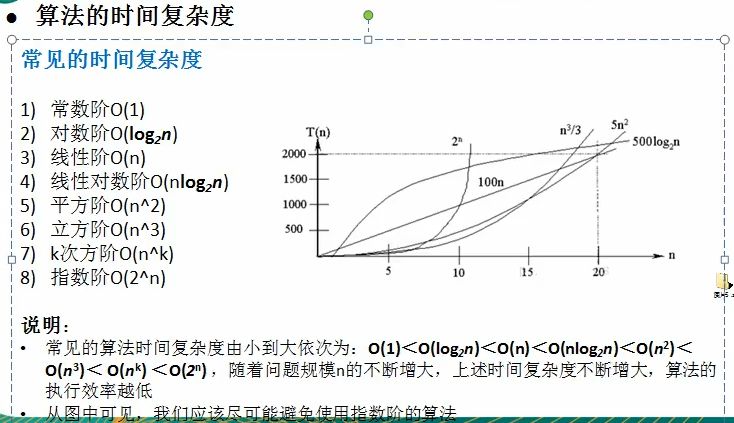 ● 算法的时间复杂度
常见的时间复杂度
1) 常数阶O(1)
2) 对数阶O(log₂n)
3) 线性阶O(n)
4) 线性对数阶O(nlog₂n)
5) 平方阶O(n^2)
6) 立方阶O(n^3)
7) k次方阶O(n^k)
8) 指数阶O(2^n)
T(n)
2000
1500
1000
500
2ⁿ
100n
n³/3
5n²
500log₂n
5
10
15
20
n
说明：
• 常见的算法时间复杂度由小到大依次为：O(1)＜O(log₂n)＜O(n)＜O(nlog₂n)＜O(n²)＜
O(n³)＜ O(nᵏ) ＜O(2ⁿ) ，随着问题规模n的不断增大，上述时间复杂度不断增大，算法的
执行效率越低
• 从图中可见，我们应该尽可能避免使用指数阶的算法